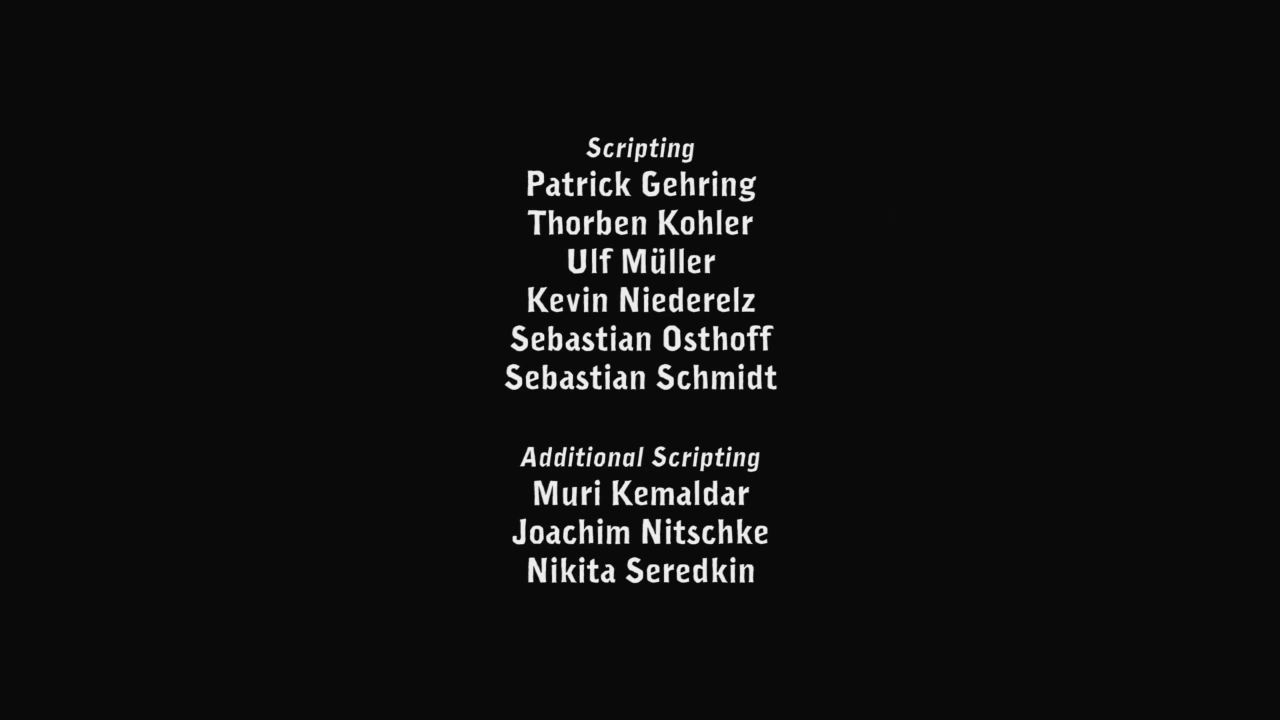 Scripting
Patrick Gehring
Thorben Kohler
Ulf Müller
Kevin Niederelz
Sebastian Osthoff
Sebastian Schmidt
Additional Scripting
Muri Kemaldar
Joachim Nitschke
Nikita Seredkin